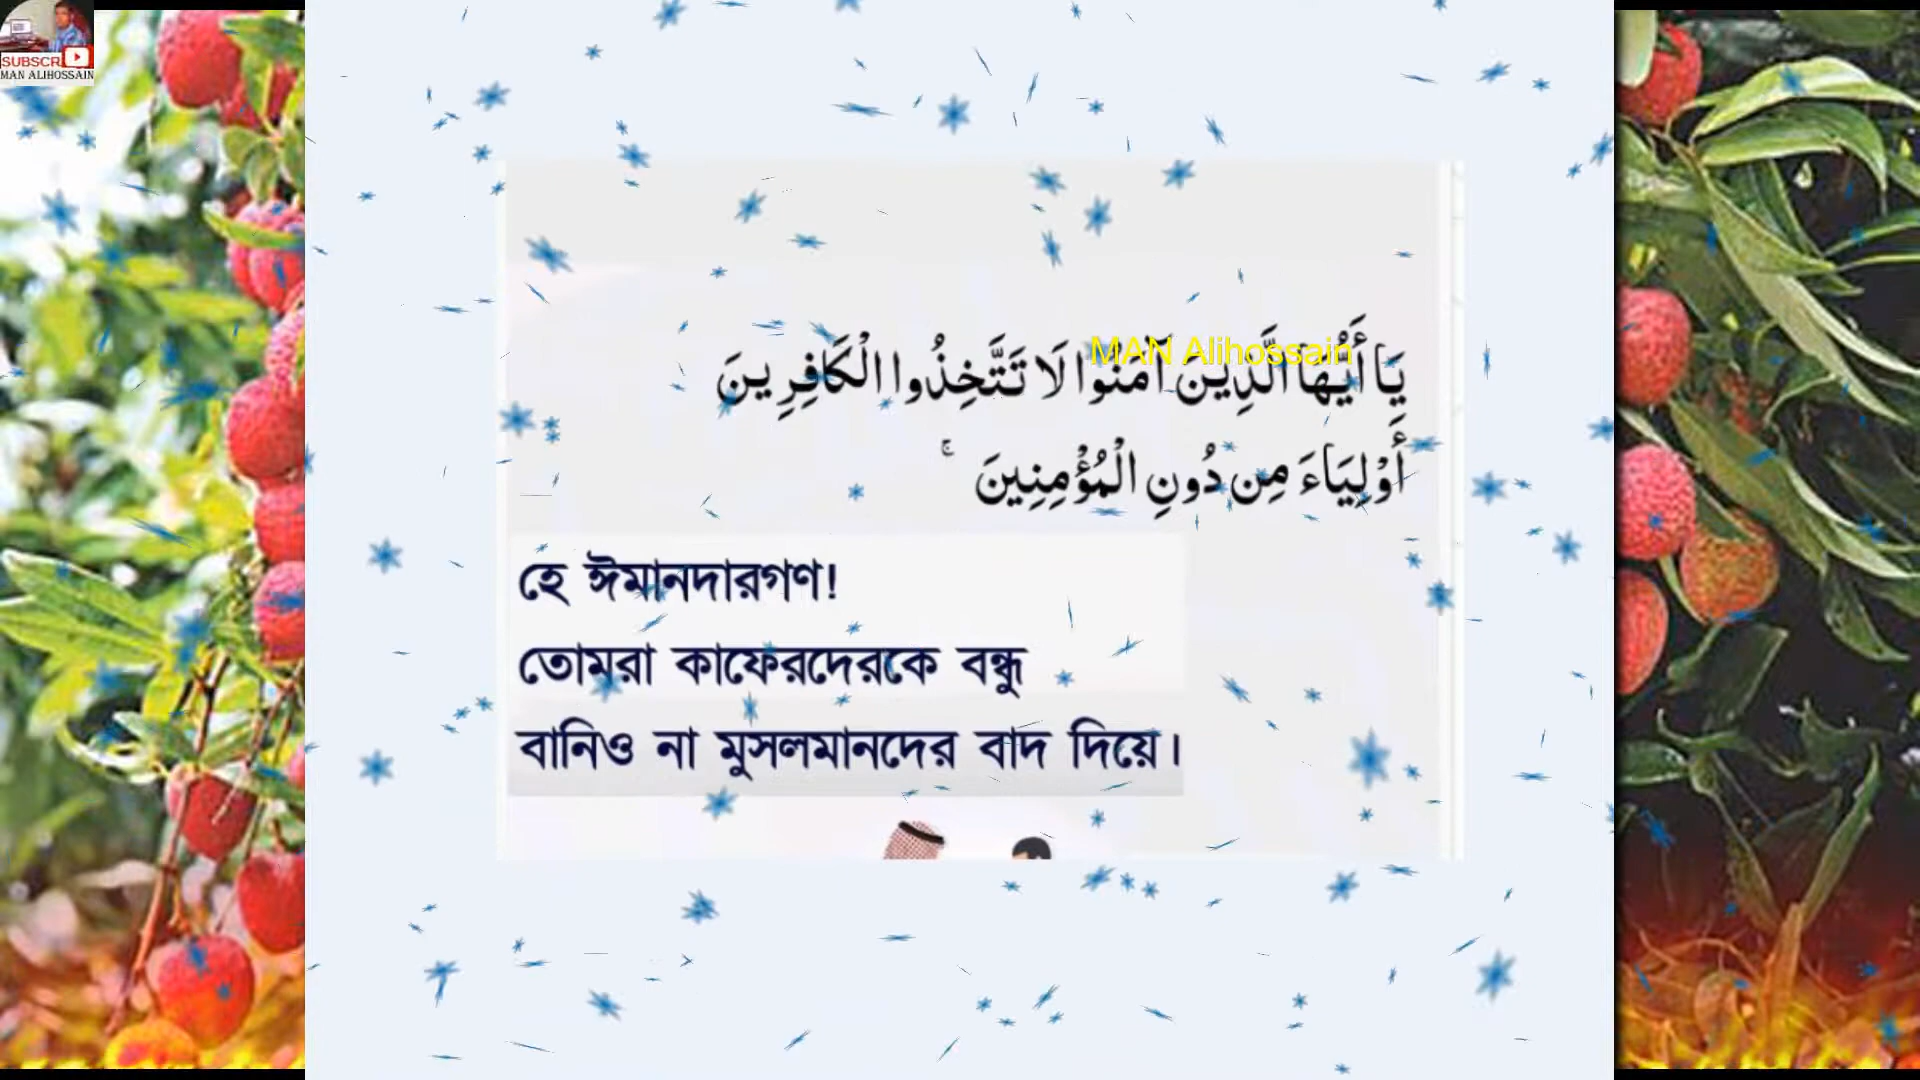 SUBSCR
MAN ALIHOSSAIN
MAN Alihossain
يَا أَيُّهَا الَّذِينَ آمَنُوا لَا تَتَّخِذُوا الْكَافِرِينَ
أَوْلِيَاءَ مِن دُونِ الْمُؤْمِنِينَ ۚ
হে ঈমানদারগণ!
তোমরা কাফেরদেরকে বন্ধু
বানিও না মুসলমানদের বাদ দিয়ে।